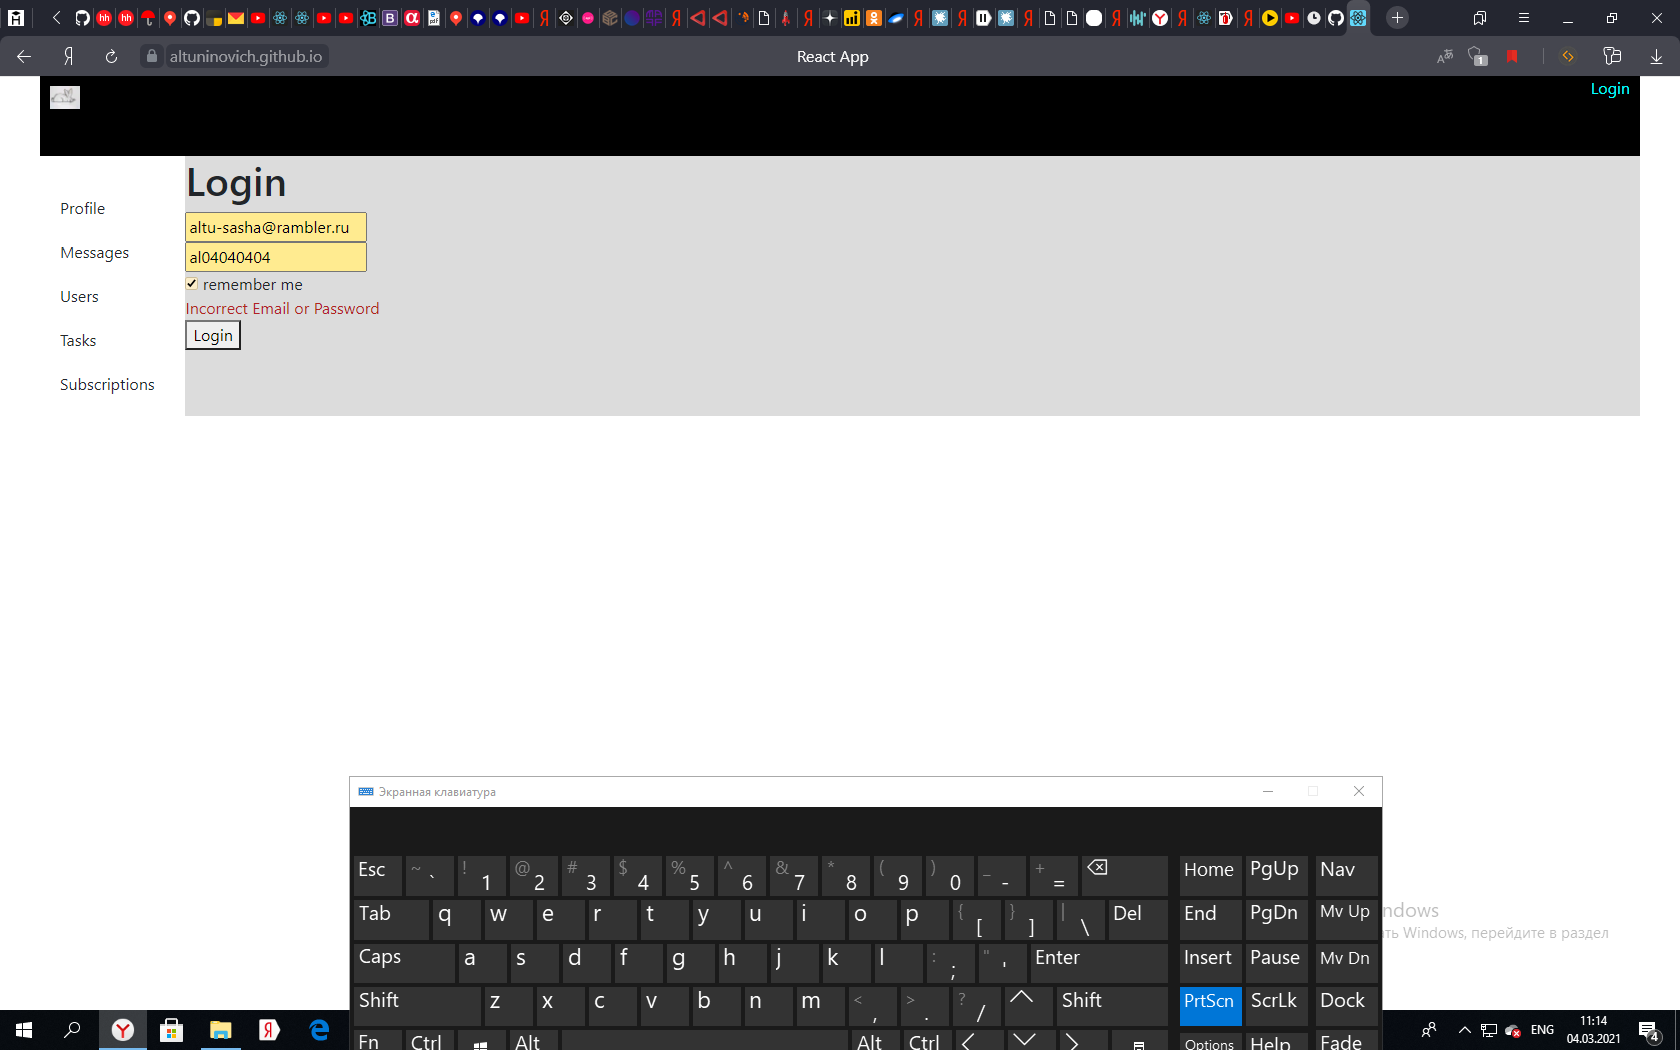 altuninovich.github.io
React App
1
Login
Login
Profile
altu-sasha@rambler.ru
al04040404
Messages
remember me
Users
Incorrect Email or Password
Login
Tasks
Subscriptions
Экранная клавиатура
Esc ~ ` ! 1 @ 2 # 3 $ 4 % 5 ^ 6 & 7 * 8 ( 9 ) 0 _ - + = Home PgUp Nav
Tab q w e r t y u i o p { [ } ] | \ Del End PgDn Mv Up
ndows
ть Windows, перейдите в раздел
Caps a s d f g h j k l : ; " ' Enter Insert Pause Mv Dn
Shift z x c v b n m < , > . ? / Shift PrtScn ScrLk Dock
Fn Ctrl Alt Alt Ctrl Options Help Fade
ENG
11:14
04.03.2021
4